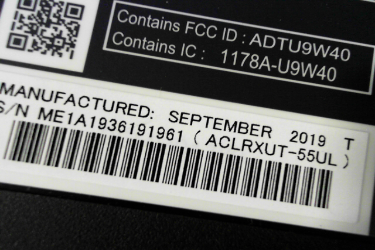 Contains FCC ID : ADTU9W40
Contains IC : 1178A-U9W40
MANUFACTURED: SEPTEMBER 2019 T
S/N ME1A1936191961 ( ACLRXUT-55UL )